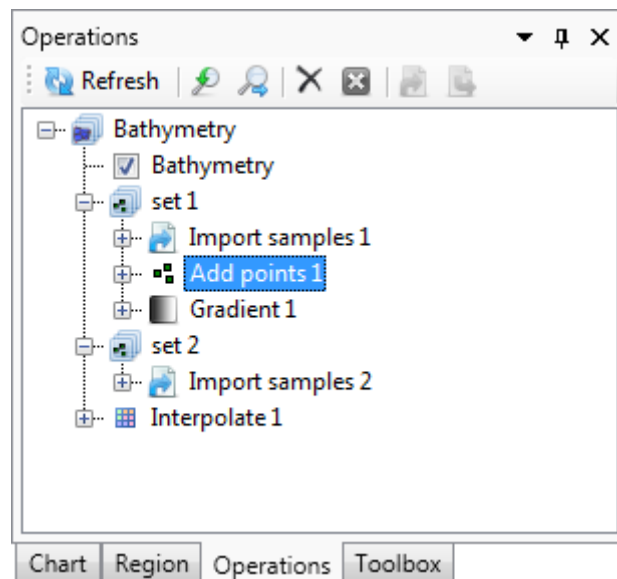 Operations
Refresh
Bathymetry
Bathymetry
set 1
Import samples 1
Add points 1
Gradient 1
set 2
Import samples 2
Interpolate 1
Chart Region Operations Toolbox